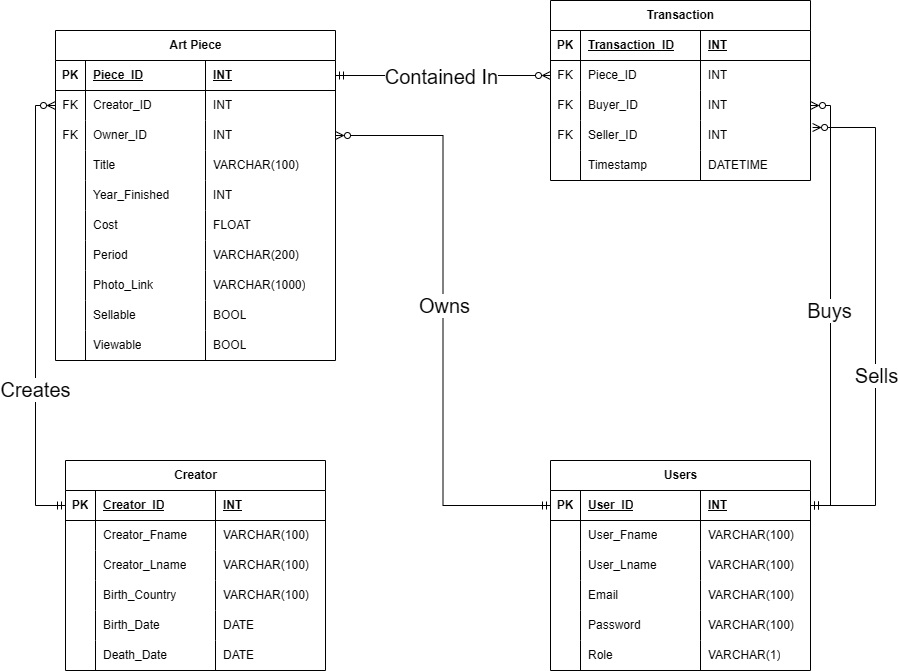 Art Piece
PK Piece_ID INT
FK Creator_ID INT
FK Owner_ID INT
Title VARCHAR(100)
Year_Finished INT
Cost FLOAT
Period VARCHAR(200)
Photo_Link VARCHAR(1000)
Sellable BOOL
Viewable BOOL
Contained In
Transaction
PK Transaction_ID INT
FK Piece_ID INT
FK Buyer_ID INT
FK Seller_ID INT
Timestamp DATETIME
Owns
Buys
Sells
Creates
Creator
PK Creator_ID INT
Creator_Fname VARCHAR(100)
Creator_Lname VARCHAR(100)
Birth_Country VARCHAR(100)
Birth_Date DATE
Death_Date DATE
Users
PK User_ID INT
User_Fname VARCHAR(100)
User_Lname VARCHAR(100)
Email VARCHAR(100)
Password VARCHAR(100)
Role VARCHAR(1)